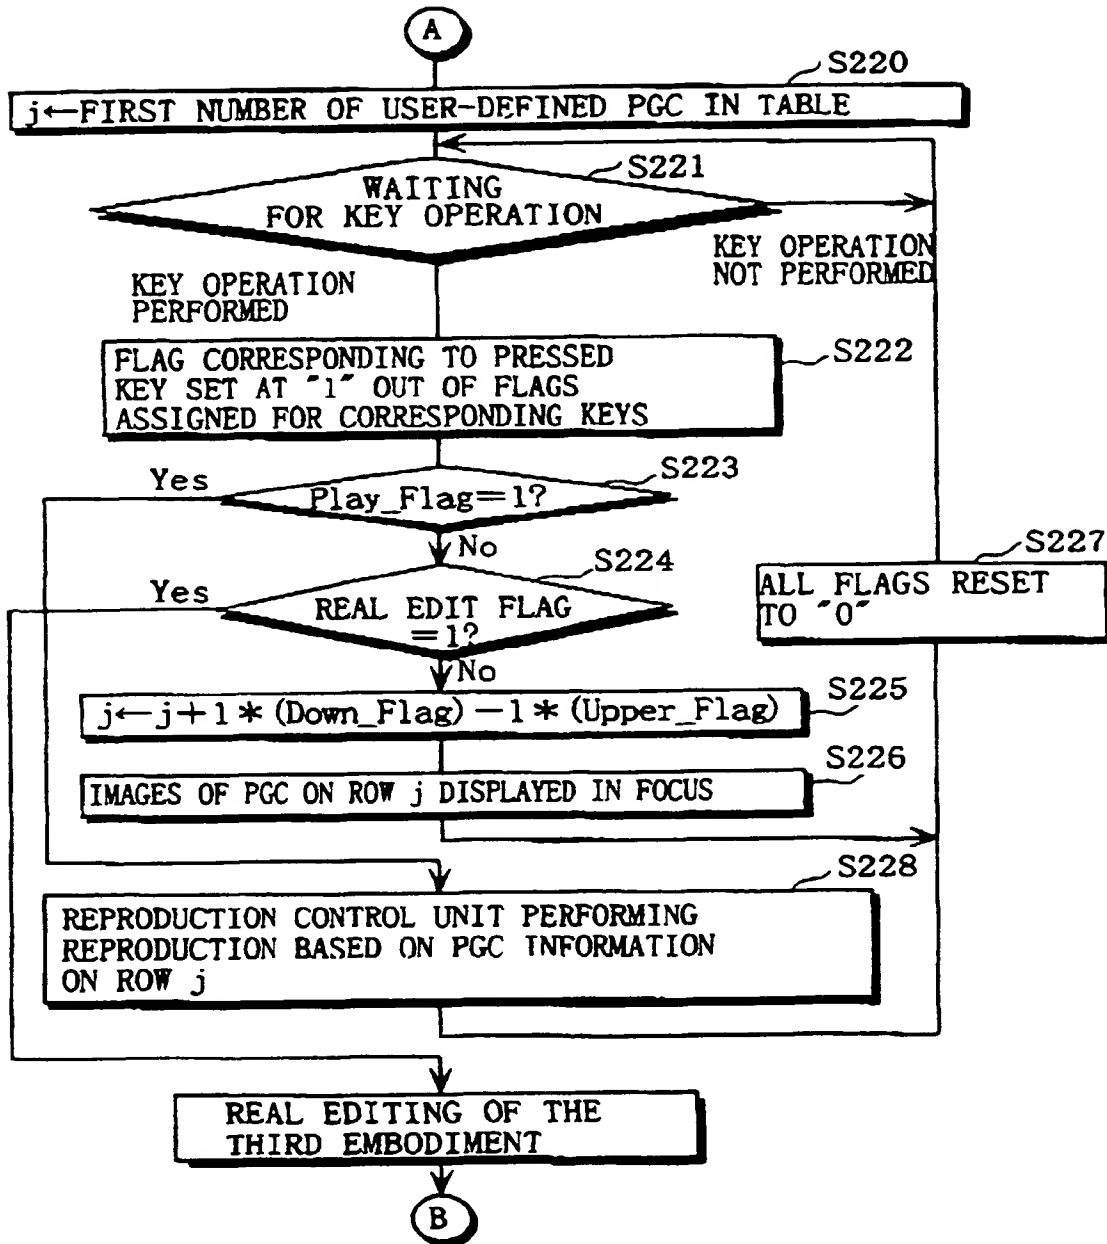 A
S220
j←FIRST NUMBER OF USER-DEFINED PGC IN TABLE
S221
WAITING
FOR KEY OPERATION
KEY OPERATION
NOT PERFORMED
KEY OPERATION
PERFORMED
S222
FLAG CORRESPONDING TO PRESSED
KEY SET AT "1" OUT OF FLAGS
ASSIGNED FOR CORRESPONDING KEYS
S223
Yes
Play_Flag=1?
No
S224
Yes
REAL EDIT FLAG
=1?
No
S227
ALL FLAGS RESET
TO "0"
S225
j←j+1*(Down_Flag)-1*(Upper_Flag)
S226
IMAGES OF PGC ON ROW j DISPLAYED IN FOCUS
S228
REPRODUCTION CONTROL UNIT PERFORMING
REPRODUCTION BASED ON PGC INFORMATION
ON ROW j
REAL EDITING OF THE
THIRD EMBODIMENT
B